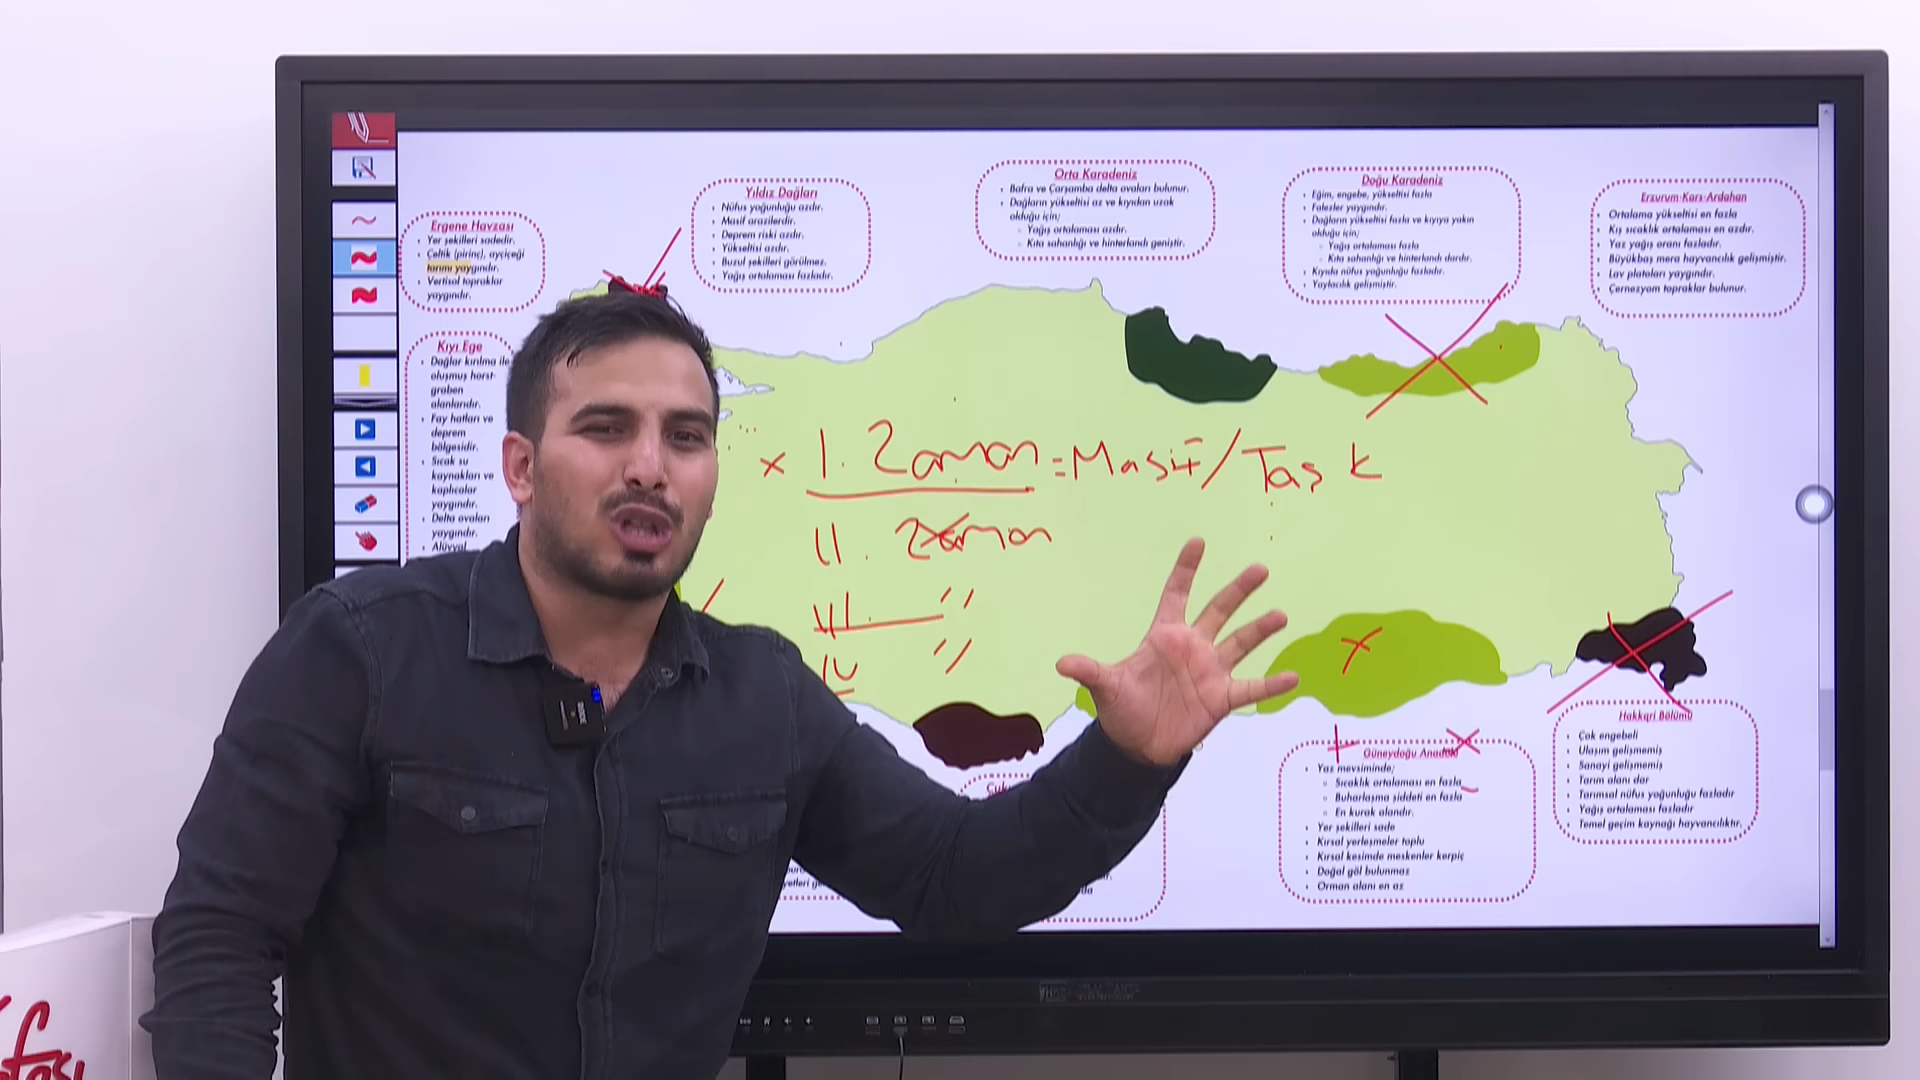 Ergene Havzası
Yer şekilleri sadedir.
Çeltik (pirinç), ayçiçeği
tarımı yaygındır.
Vertisol topraklar
yaygındır.
Kıyı Ege
Dağlar kırılma ile
oluşmuş horst-
graben
alanlarıdır.
Fay hatları ve
deprem
bölgesidir.
Sıcak su
kaynakları ve
kaplıcalar
yaygındır.
Delta ovaları
yaygındır.
Alüvyal
Yıldız Dağları
Nüfus yoğunluğu azdır.
Masif arazilerdir.
Deprem riski azdır.
Yükseltisi azdır.
Buzul şekilleri görülmez.
Yağış ortalaması fazladır.
Orta Karadeniz
Bafra ve Çarşamba delta ovaları bulunur.
Dağların yükseltisi az ve kıyıdan uzak
olduğu için;
Yağış ortalaması azdır.
Kıta sahanlığı ve hinterlandı geniştir.
Doğu Karadeniz
Eğim, engebe, yükseltisi fazla
Falezler yaygındır.
Dağların yükseltisi fazla ve kıyıya yakın
olduğu için;
Yağış ortalaması fazla
Kıta sahanlığı ve hinterlandı dardır.
Kıyıda nüfus yoğunluğu fazladır.
Yaylacılık gelişmiştir.
Erzurum-Kars-Ardahan
Ortalama yükseltisi en fazla
Kış sıcaklık ortalaması en azdır.
Yaz yağış oranı fazladır.
Büyükbaş mera hayvancılık gelişmiştir.
Lav platoları yaygındır.
Çernezyom topraklar bulunur.
x I. Zaman = Masif / Taş K
II. Zaman
III. "
IV "
Güneydoğu Anadolu
Yaz mevsiminde;
Sıcaklık ortalaması en fazla
Buharlaşma şiddeti en fazla
En kurak alandır.
Yer şekilleri sade
Kırsal yerleşmeler toplu
Kırsal kesimde meskenler kerpiç
Doğal göl bulunmaz
Orman alanı en az
Hakkari Bölümü
Çok engebeli
Ulaşım gelişmemiş
Sanayi gelişmemiş
Tarım alanı dar
Tarımsal nüfus yoğunluğu fazladır
Yağış ortalaması fazladır
Temel geçim kaynağı hayvancılıktır.